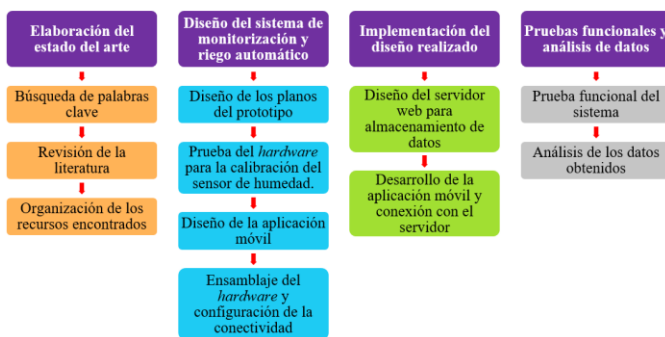 Elaboración del
estado del arte
Búsqueda de palabras
clave
Revisión de la
literatura
Organización de los
recursos encontrados
Diseño del sistema de
monitorización y
riego automático
Diseño de los planos
del prototipo
Prueba del hardware
para la calibración del
sensor de humedad.
Diseño de la aplicación
móvil
Ensamblaje del
hardware y
configuración de la
conectividad
Implementación del
diseño realizado
Diseño del servidor
web para
almacenamiento de
datos
Desarrollo de la
aplicación móvil y
conexión con el
servidor
Pruebas funcionales y
análisis de datos
Prueba funcional del
sistema
Análisis de los datos
obtenidos